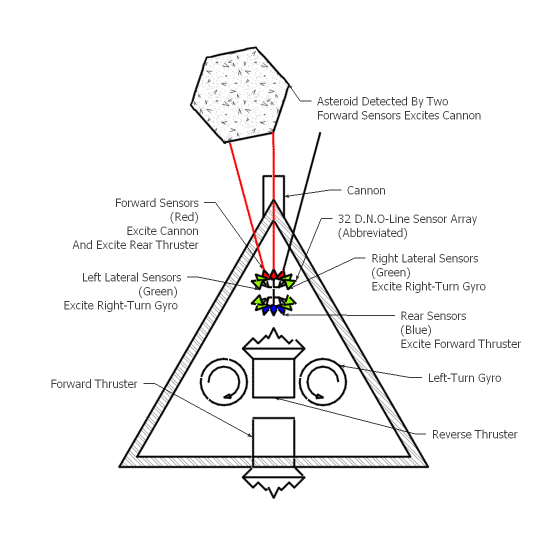 Asteroid Detected By Two
Forward Sensors Excites Cannon
Cannon
Forward Sensors
(Red)
Excite Cannon
And Excite Rear Thruster
32 D.N.O-Line Sensor Array
(Abbreviated)
Right Lateral Sensors
(Green)
Excite Right-Turn Gyro
Left Lateral Sensors
(Green)
Excite Right-Turn Gyro
Rear Sensors
(Blue)
Excite Forward Thruster
Forward Thruster
Left-Turn Gyro
Reverse Thruster